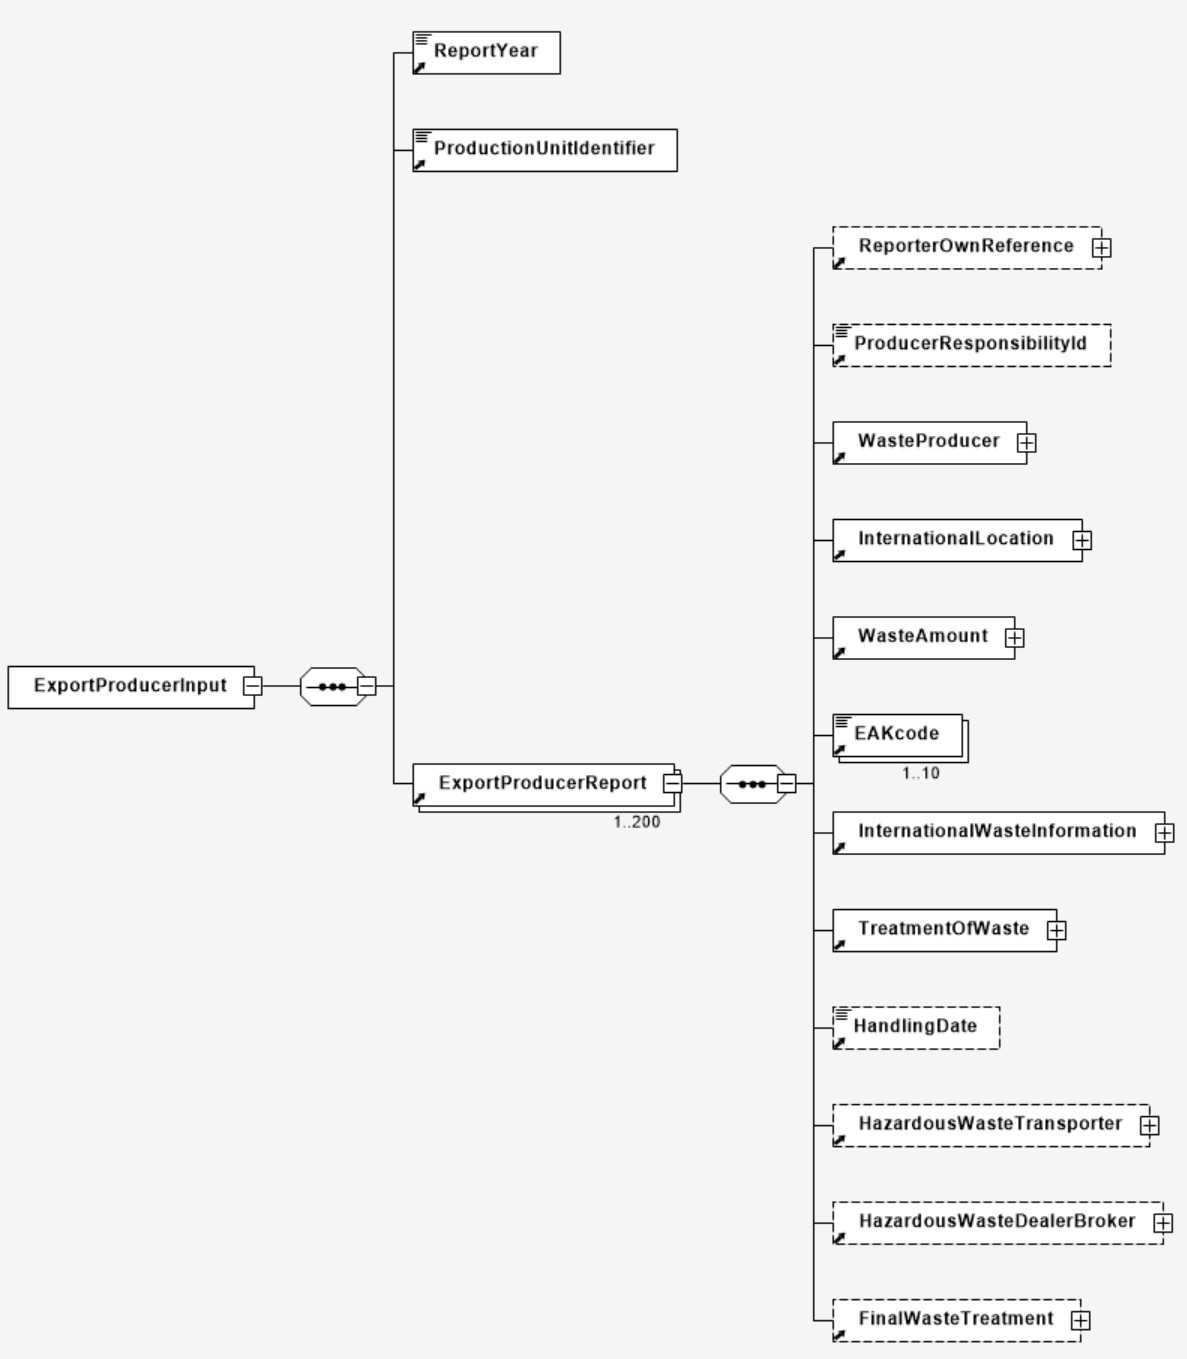 ReportYear
ProductionUnitIdentifier
ReporterOwnReference
ProducerResponsibilityId
WasteProducer
InternationalLocation
WasteAmount
ExportProducerInput
EAKcode
1..10
ExportProducerReport
1..200
InternationalWasteInformation
TreatmentOfWaste
HandlingDate
HazardousWasteTransporter
HazardousWasteDealerBroker
FinalWasteTreatment